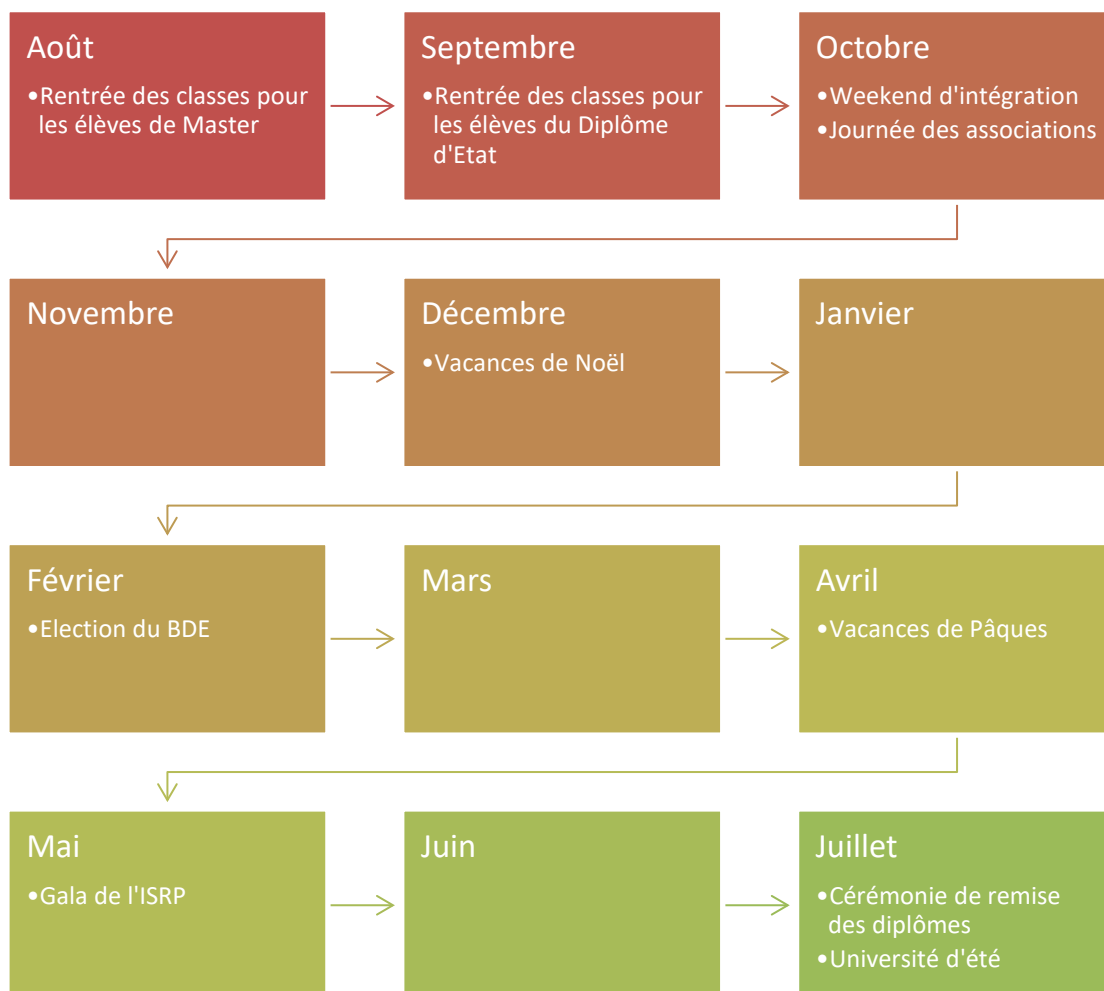 Août
•Rentrée des classes pour
les élèves de Master
Septembre
•Rentrée des classes pour
les élèves du Diplôme
d'Etat
Octobre
•Weekend d'intégration
•Journée des associations
Novembre
Décembre
•Vacances de Noël
Janvier
Février
•Election du BDE
Mars
Avril
•Vacances de Pâques
Mai
•Gala de l'ISRP
Juin
Juillet
•Cérémonie de remise
des diplômes
•Université d'été